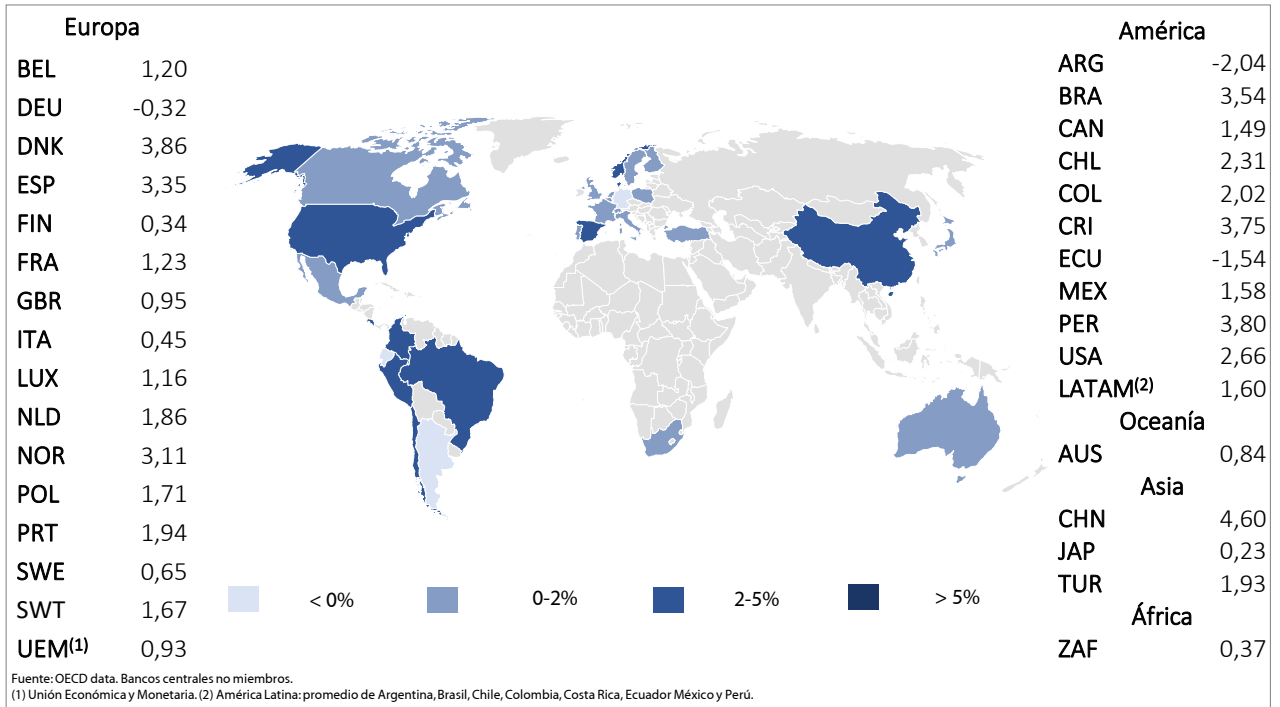 Europa
BEL 1,20
DEU -0,32
DNK 3,86
ESP 3,35
FIN 0,34
FRA 1,23
GBR 0,95
ITA 0,45
LUX 1,16
NLD 1,86
NOR 3,11
POL 1,71
PRT 1,94
SWE 0,65
SWT 1,67
UEM(1) 0,93
América
ARG -2,04
BRA 3,54
CAN 1,49
CHL 2,31
COL 2,02
CRI 3,75
ECU -1,54
MEX 1,58
PER 3,80
USA 2,66
LATAM(2) 1,60
Oceanía
AUS 0,84
Asia
CHN 4,60
JAP 0,23
TUR 1,93
África
ZAF 0,37
< 0% 0-2% 2-5% > 5%
Fuente: OECD data. Bancos centrales no miembros.
(1) Unión Económica y Monetaria. (2) América Latina: promedio de Argentina, Brasil, Chile, Colombia, Costa Rica, Ecuador México y Perú.